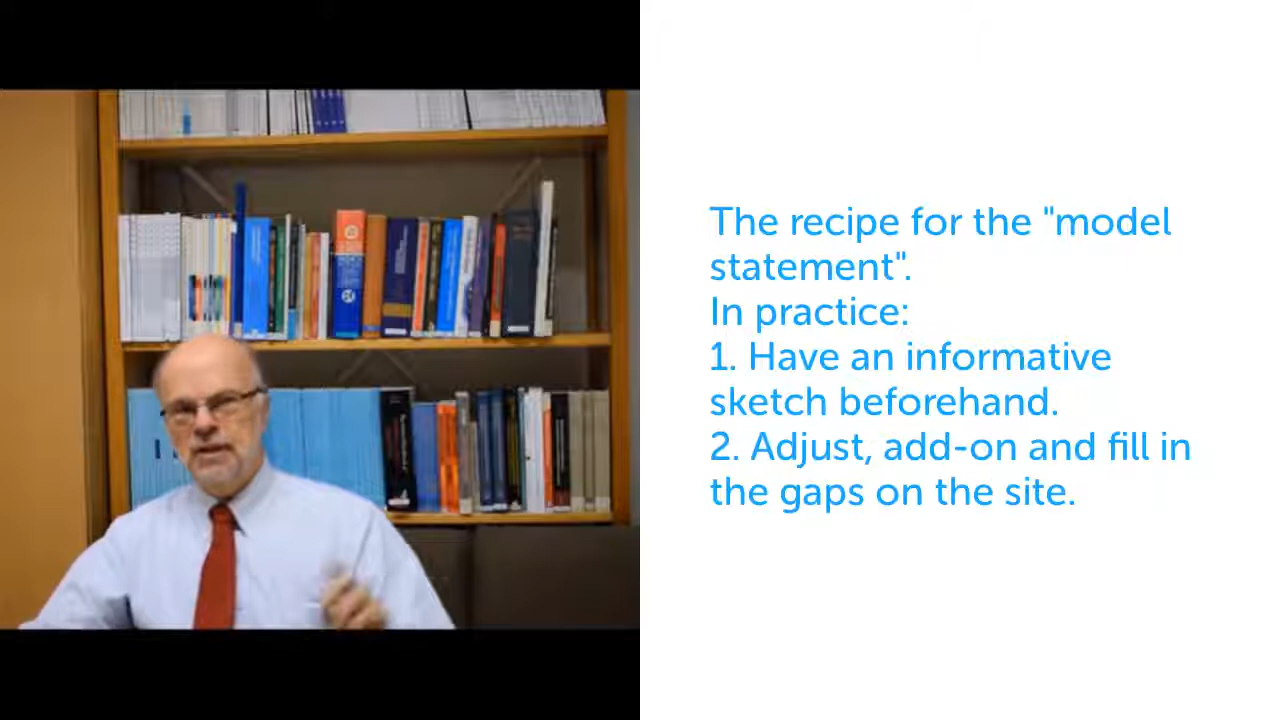 The recipe for the "model
statement".
In practice:
1. Have an informative
sketch beforehand.
2. Adjust, add-on and fill in
the gaps on the site.